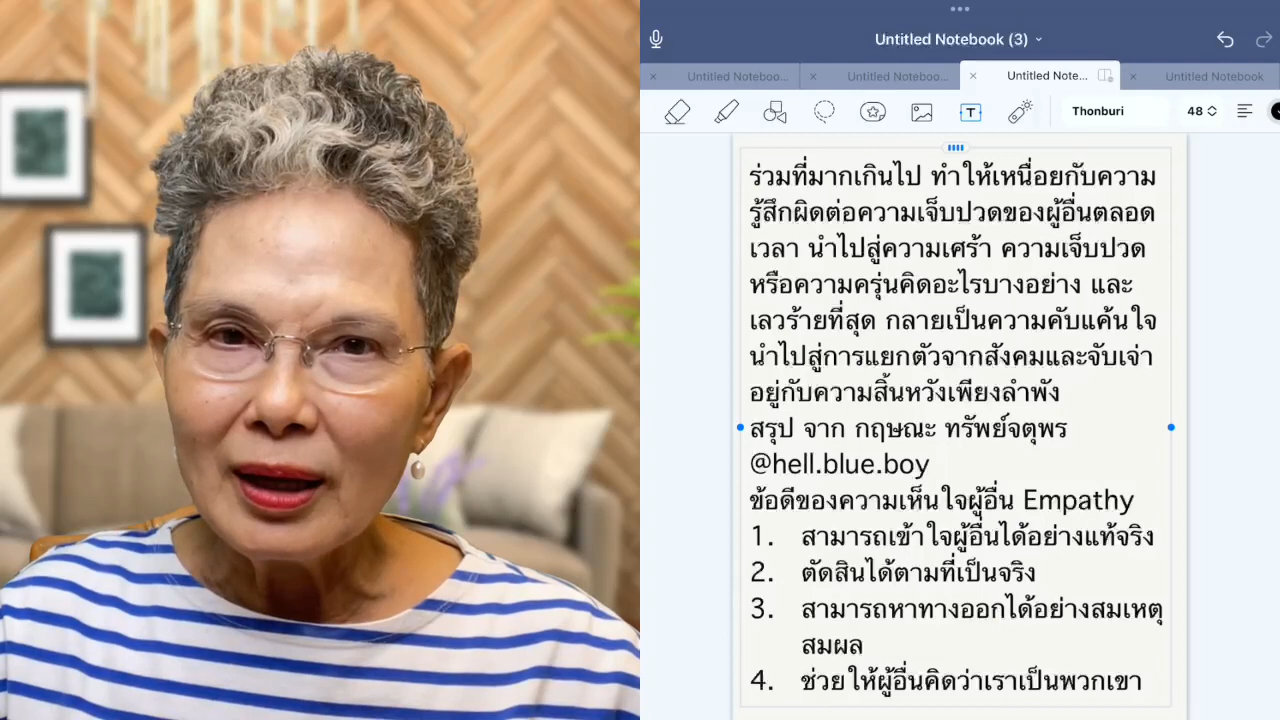 Untitled Notebook (3)
Untitled Noteboo...
Untitled Noteboo...
Untitled Note...
Untitled Notebook
T
Thonburi
48
ร่วมที่มากเกินไป ทำให้เหนื่อยกับความ
รู้สึกผิดต่อความเจ็บปวดของผู้อื่นตลอด
เวลา นำไปสู่ความเศร้า ความเจ็บปวด
หรือความครุ่นคิดอะไรบางอย่าง และ
เลวร้ายที่สุด กลายเป็นความคับแค้นใจ
นำไปสู่การแยกตัวจากสังคมและจับเจ่า
อยู่กับความสิ้นหวังเพียงลำพัง
สรุป จาก กฤษณะ ทรัพย์จตุพร
@hell.blue.boy
ข้อดีของความเห็นใจผู้อื่น Empathy
1. สามารถเข้าใจผู้อื่นได้อย่างแท้จริง
2. ตัดสินได้ตามที่เป็นจริง
3. สามารถหาทางออกได้อย่างสมเหตุ
สมผล
4. ช่วยให้ผู้อื่นคิดว่าเราเป็นพวกเขา